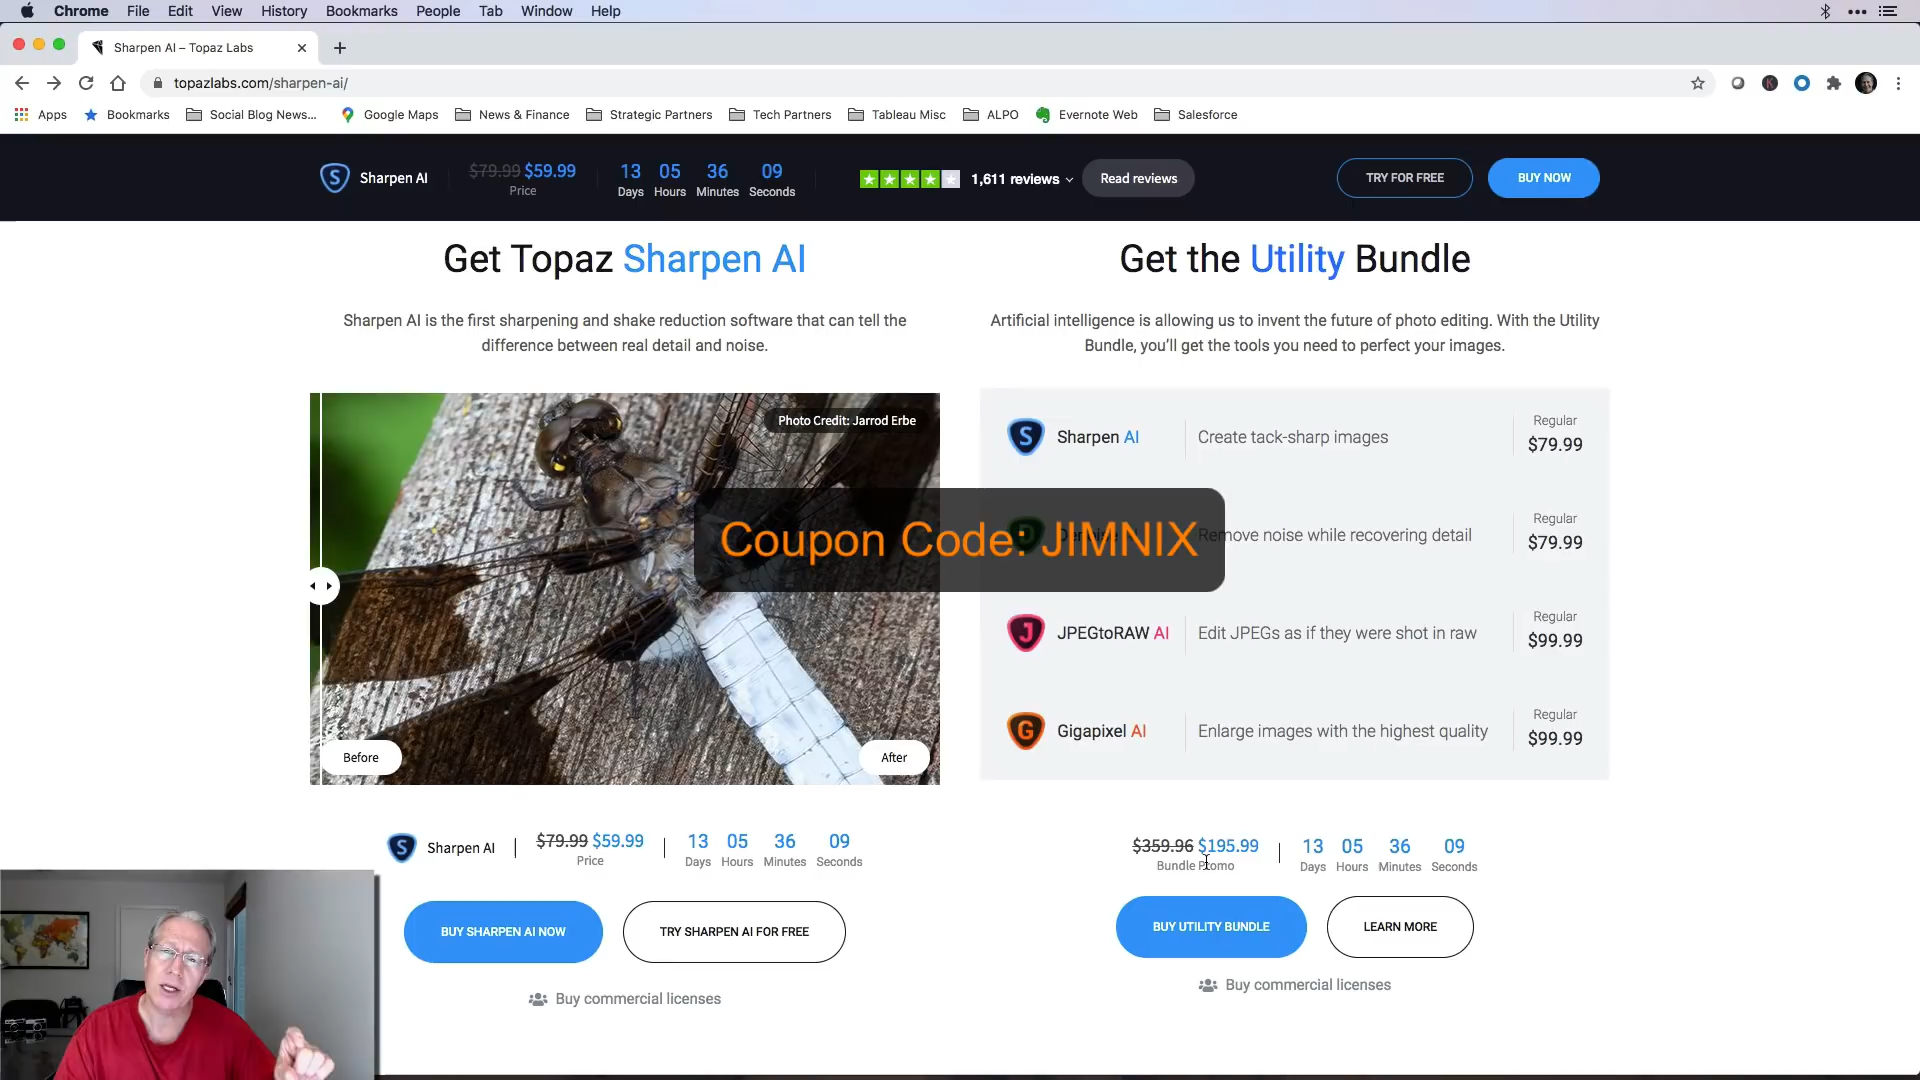 Chrome File Edit View History Bookmarks People Tab Window Help
Sharpen AI – Topaz Labs
topazlabs.com/sharpen-ai/
Apps Bookmarks Social Blog News... Google Maps News & Finance Strategic Partners Tech Partners Tableau Misc ALPO Evernote Web Salesforce
Sharpen AI
$79.99 $59.99
Price
13 05 36 09
Days Hours Minutes Seconds
1,611 reviews
Read reviews
TRY FOR FREE
BUY NOW
Get Topaz Sharpen AI
Sharpen AI is the first sharpening and shake reduction software that can tell the
difference between real detail and noise.
Photo Credit: Jarrod Erbe
Before
After
Sharpen AI
$79.99 $59.99
Price
13 05 36 09
Days Hours Minutes Seconds
BUY SHARPEN AI NOW
TRY SHARPEN AI FOR FREE
Buy commercial licenses
Coupon Code: JIMNIX
Get the Utility Bundle
Artificial intelligence is allowing us to invent the future of photo editing. With the Utility
Bundle, you'll get the tools you need to perfect your images.
Sharpen AI
Create tack-sharp images
Regular
$79.99
Remove noise while recovering detail
Regular
$79.99
JPEGtoRAW AI
Edit JPEGs as if they were shot in raw
Regular
$99.99
Gigapixel AI
Enlarge images with the highest quality
Regular
$99.99
$359.96 $195.99
Bundle Promo
13 05 36 09
Days Hours Minutes Seconds
BUY UTILITY BUNDLE
LEARN MORE
Buy commercial licenses